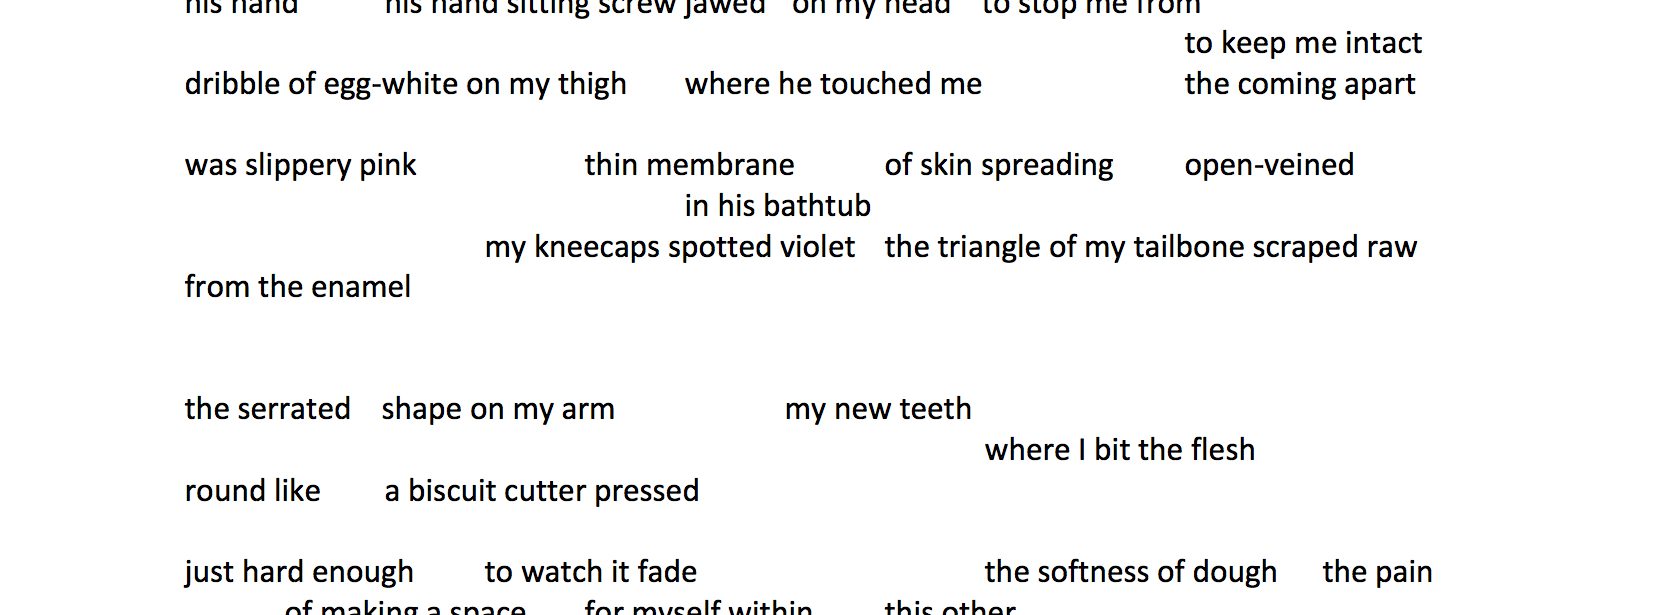 his hand his hand sitting screw jawed on my head to stop me from
to keep me intact
dribble of egg-white on my thigh where he touched me the coming apart
was slippery pink thin membrane of skin spreading open-veined
in his bathtub
my kneecaps spotted violet the triangle of my tailbone scraped raw
from the enamel
the serrated shape on my arm my new teeth
where I bit the flesh
round like a biscuit cutter pressed
just hard enough to watch it fade the softness of dough the pain
of making a space for myself within this other